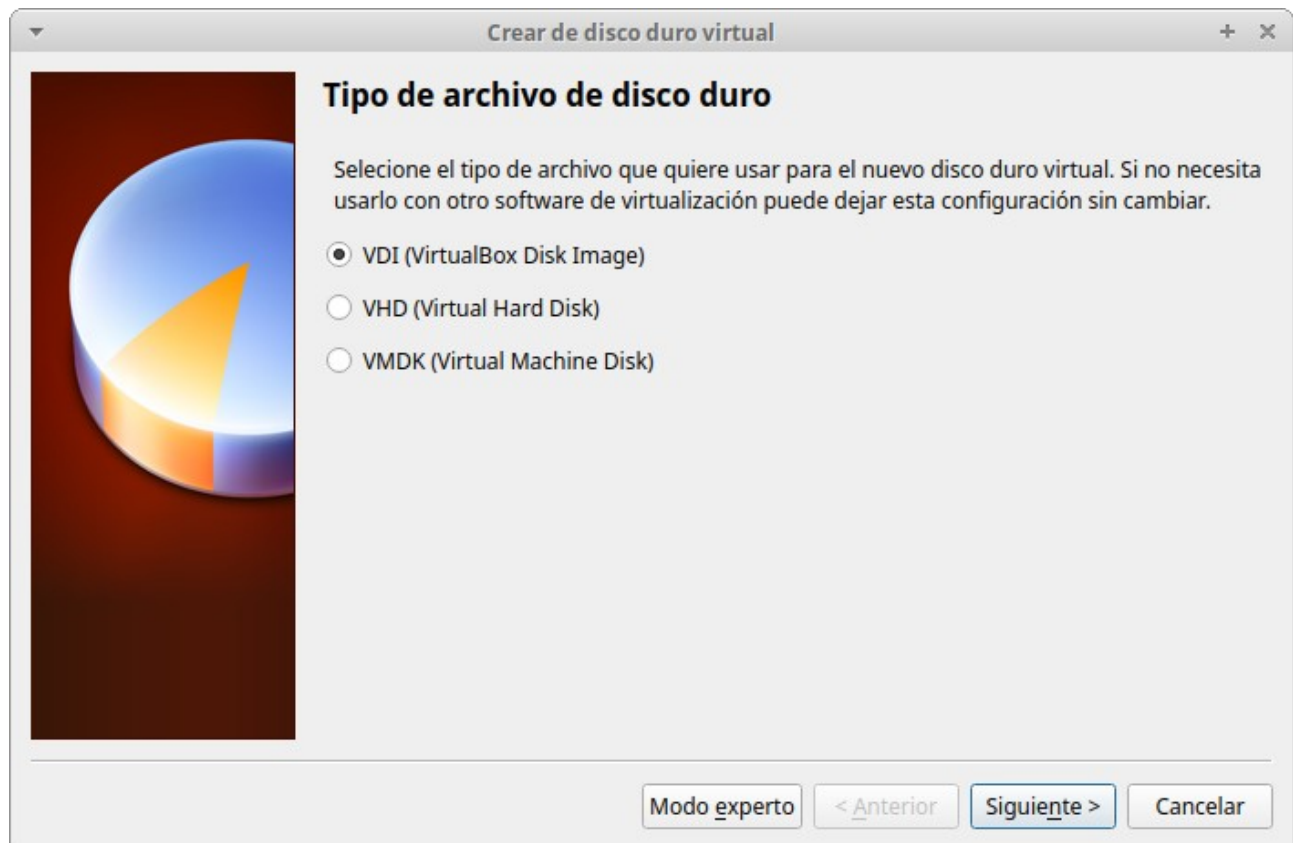 Crear de disco duro virtual
Tipo de archivo de disco duro
Selecione el tipo de archivo que quiere usar para el nuevo disco duro virtual. Si no necesita
usarlo con otro software de virtualización puede dejar esta configuración sin cambiar.
VDI (VirtualBox Disk Image)
VHD (Virtual Hard Disk)
VMDK (Virtual Machine Disk)
Modo experto < Anterior Siguiente > Cancelar